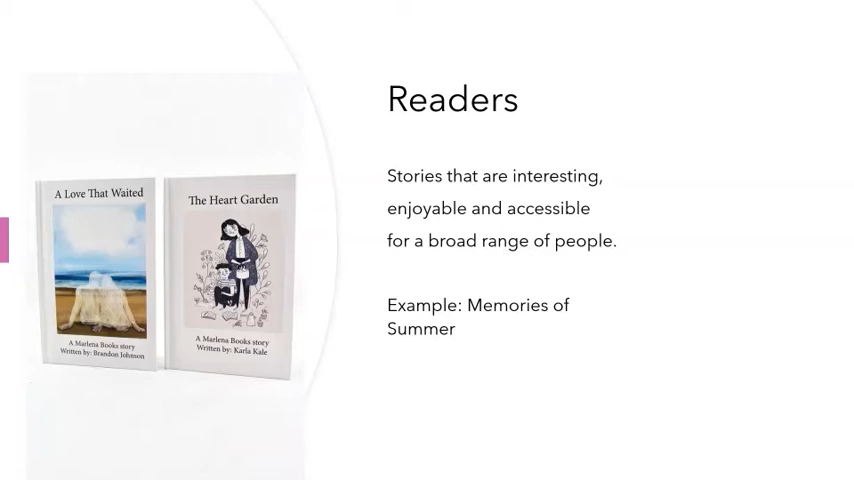 A Love That Waited
A Marlena Books story
Written by: Brandon Johnson
The Heart Garden
A Marlena Books story
Written by: Karla Kale
Readers
Stories that are interesting,
enjoyable and accessible
for a broad range of people.
Example: Memories of
Summer